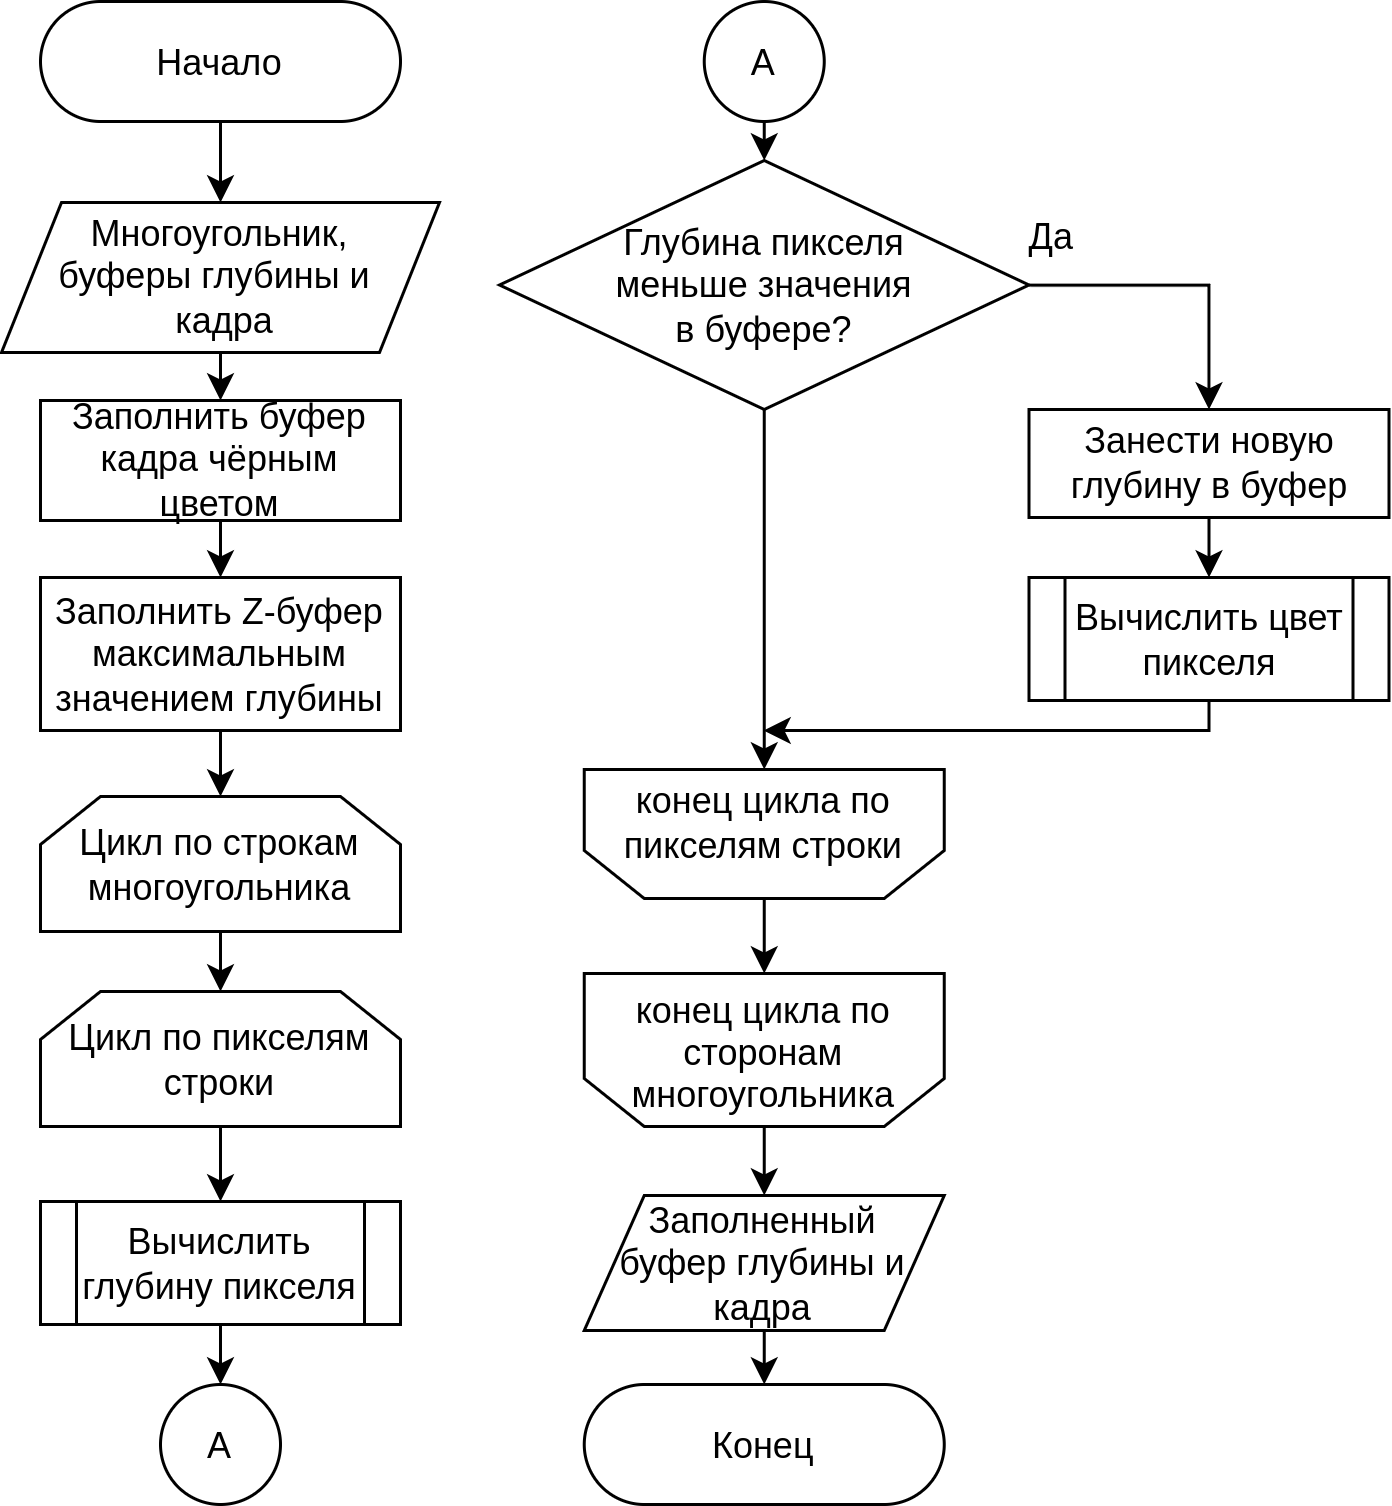 Начало
Многоугольник,
буферы глубины и
кадра
Заполнить буфер
кадра чёрным
цветом
Заполнить Z-буфер
максимальным
значением глубины
Цикл по строкам
многоугольника
Цикл по пикселям
строки
Вычислить
глубину пикселя
А
А
Глубина пикселя
меньше значения
в буфере?
Да
Занести новую
глубину в буфер
Вычислить цвет
пикселя
конец цикла по
пикселям строки
конец цикла по
сторонам
многоугольника
Заполненный
буфер глубины и
кадра
Конец